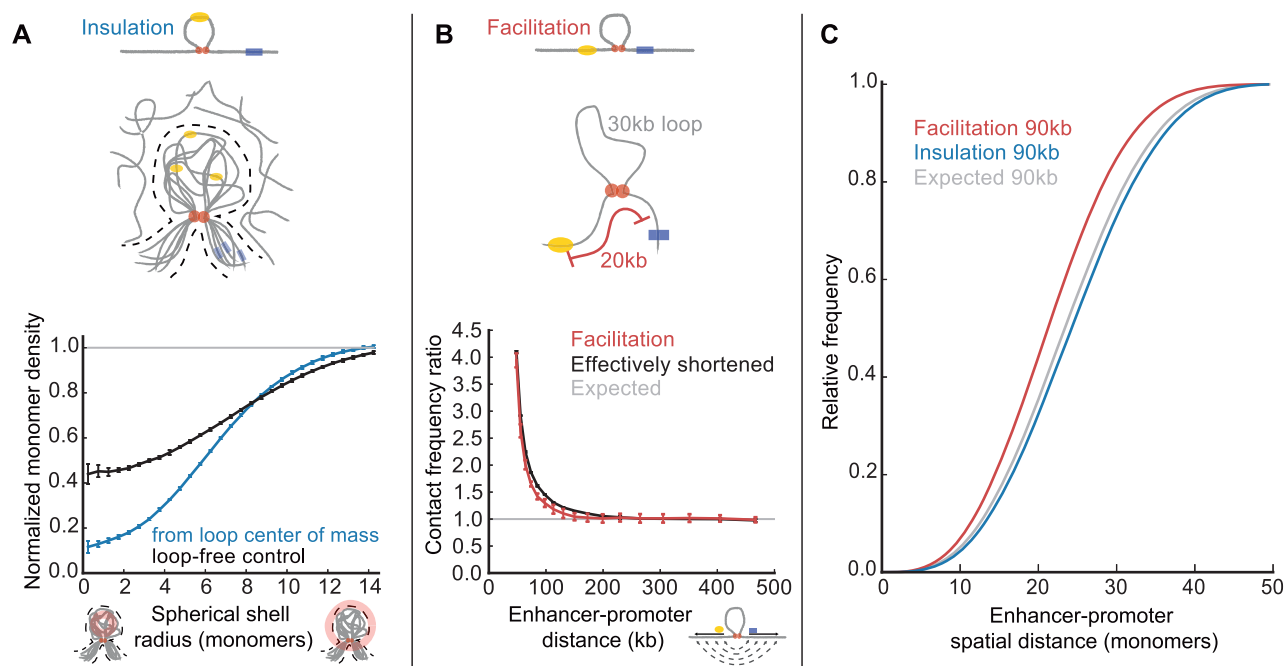 A
Insulation
Normalized monomer density
1.0
0.8
0.6
0.4
0.2
0.0
from loop center of mass
loop-free control
0 2 4 6 8 10 12 14
Spherical shell
radius (monomers)
B
Facilitation
30kb loop
20kb
Contact frequency ratio
4.5
4.0
3.5
3.0
2.5
2.0
1.5
1.0
0.5
0.0
Facilitation
Effectively shortened
Expected
0 100 200 300 400 500
Enhancer-promoter
distance (kb)
C
Relative frequency
1.0
0.8
0.6
0.4
0.2
0.0
Facilitation 90kb
Insulation 90kb
Expected 90kb
10 20 30 40 50
Enhancer-promoter
spatial distance (monomers)